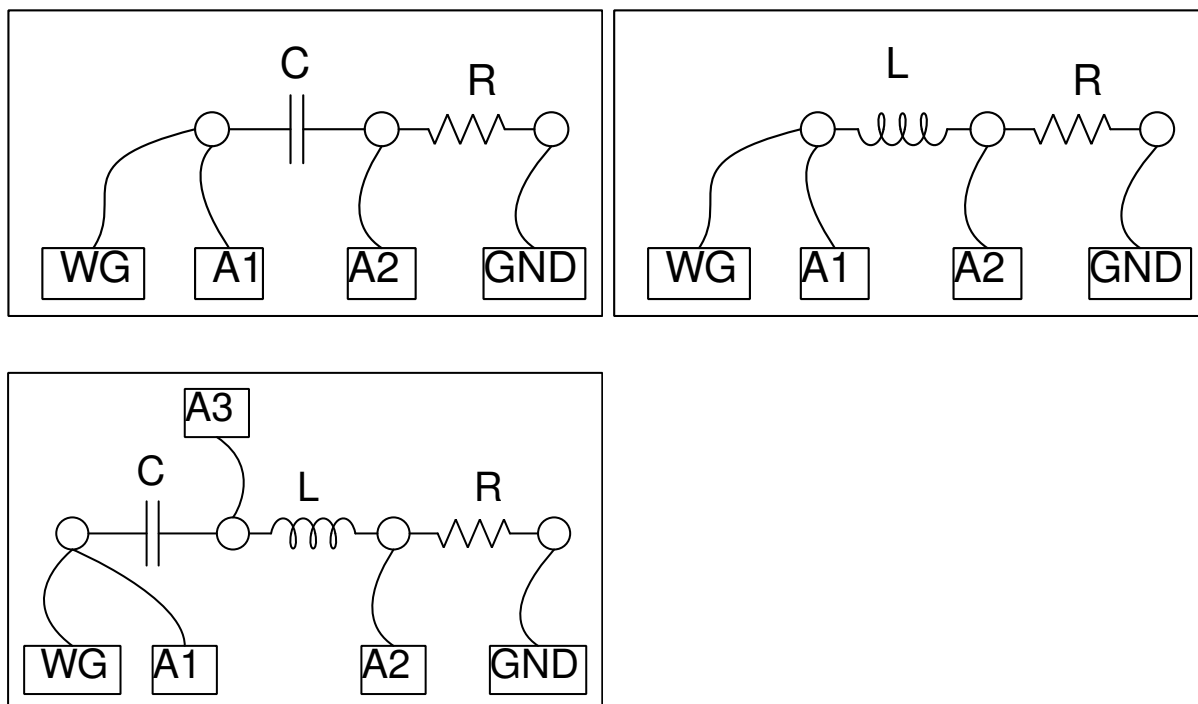 C R
WG A1 A2 GND
L R
WG A1 A2 GND
A3
C L R
WG A1 A2 GND